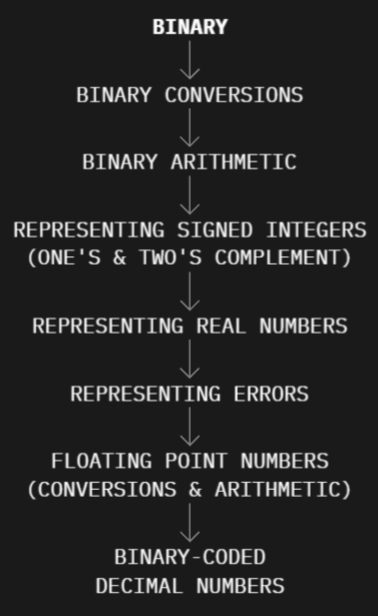 BINARY
BINARY CONVERSIONS
BINARY ARITHMETIC
REPRESENTING SIGNED INTEGERS
(ONE'S & TWO'S COMPLEMENT)
REPRESENTING REAL NUMBERS
REPRESENTING ERRORS
FLOATING POINT NUMBERS
(CONVERSIONS & ARITHMETIC)
BINARY-CODED
DECIMAL NUMBERS